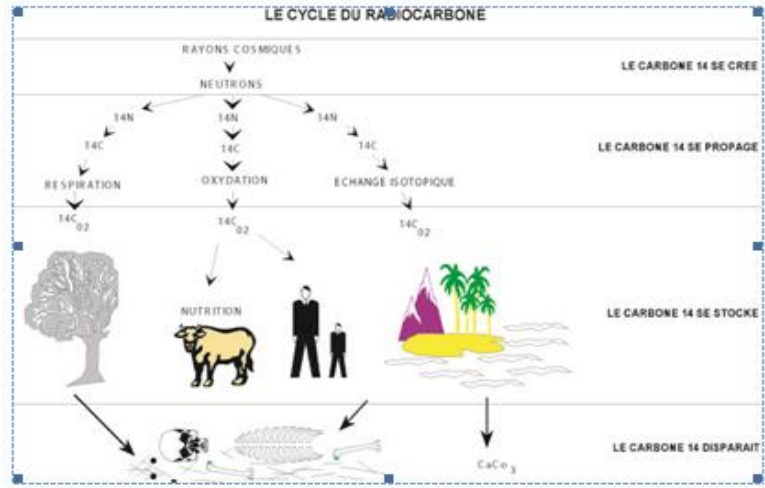 LE CYCLE DU RADIOCARBONE
RAYONS COSMIQUES
LE CARBONE 14 SE CREE
NEUTRONS
14N 14N 14N
14C 14C 14C
LE CARBONE 14 SE PROPAGE
RESPIRATION OXYDATION ECHANGE ISOTOPIQUE
14C02 14C02 14C02
NUTRITION
LE CARBONE 14 SE STOCKE
LE CARBONE 14 DISPARAIT
CaCo3